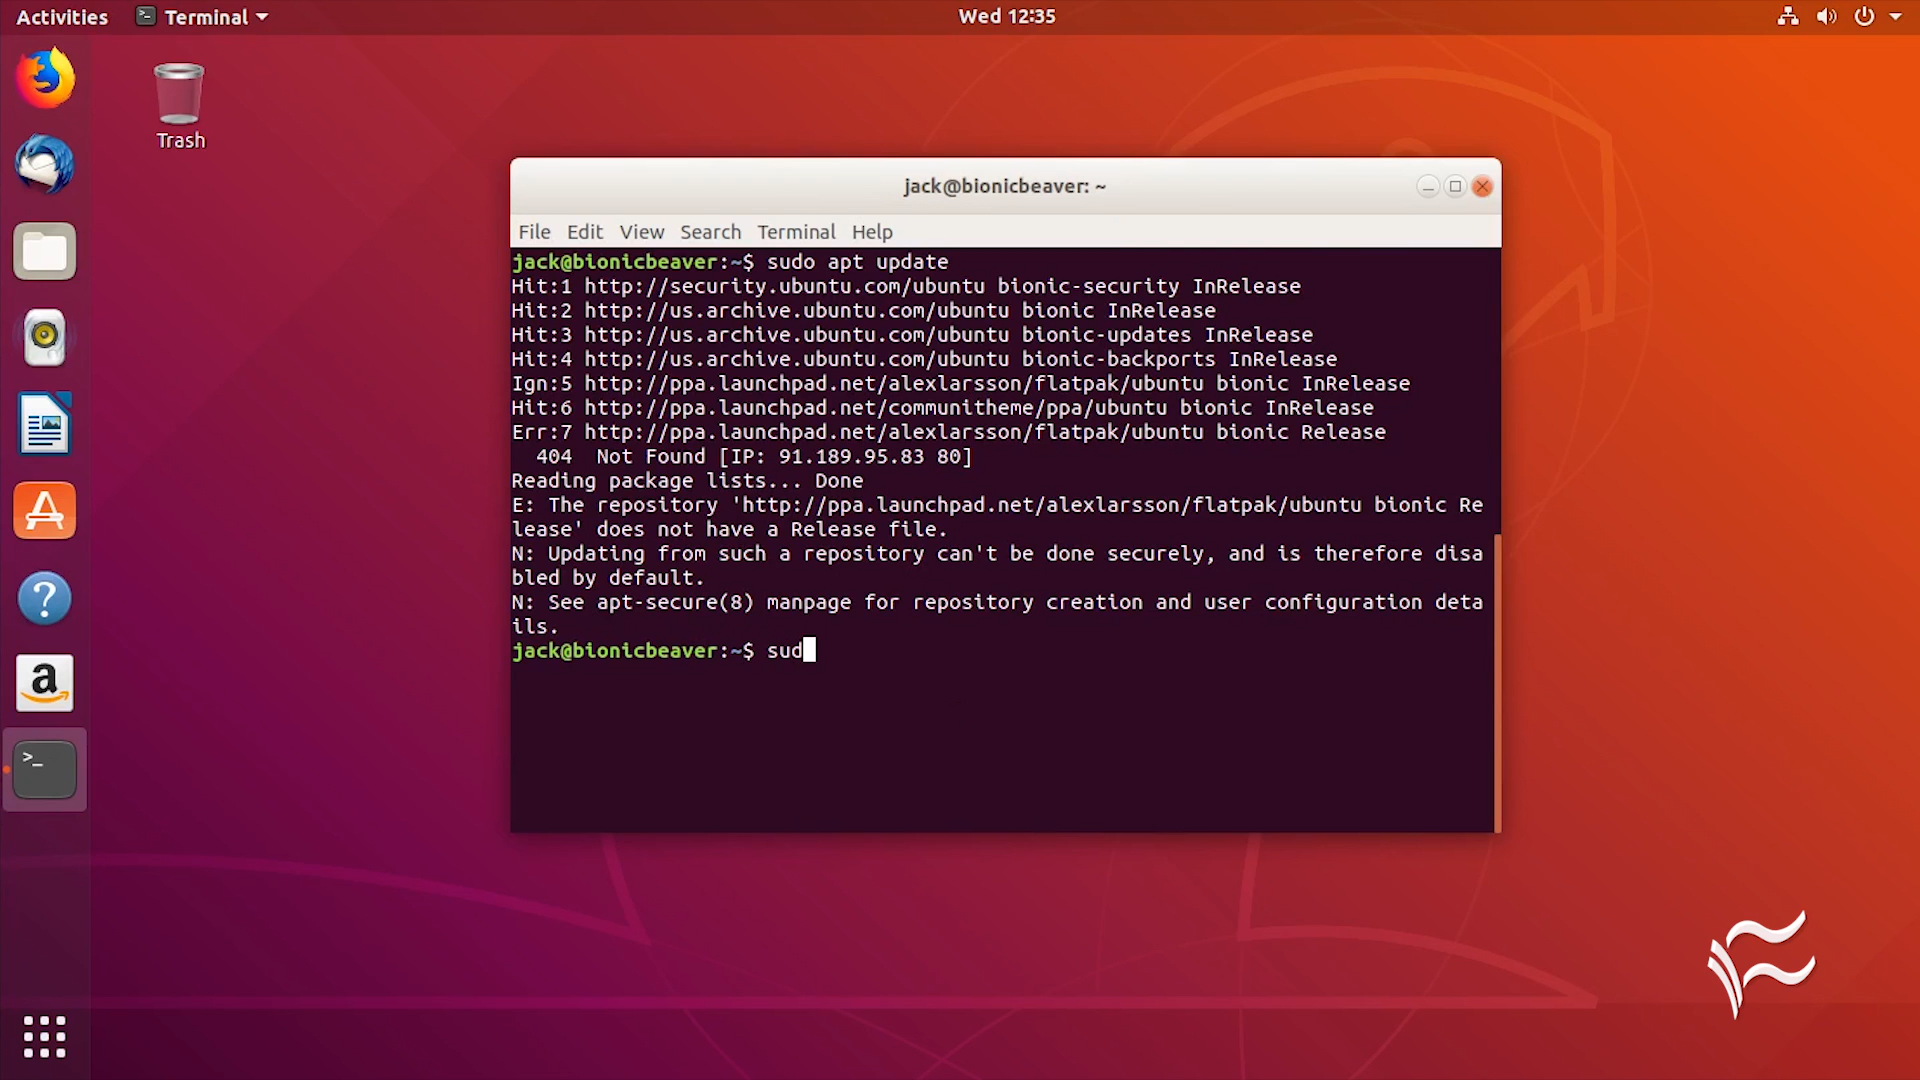 Activities Terminal Wed 12:35
Trash
jack@bionicbeaver: ~
File Edit View Search Terminal Help
jack@bionicbeaver:~$ sudo apt update
Hit:1 http://security.ubuntu.com/ubuntu bionic-security InRelease
Hit:2 http://us.archive.ubuntu.com/ubuntu bionic InRelease
Hit:3 http://us.archive.ubuntu.com/ubuntu bionic-updates InRelease
Hit:4 http://us.archive.ubuntu.com/ubuntu bionic-backports InRelease
Ign:5 http://ppa.launchpad.net/alexlarsson/flatpak/ubuntu bionic InRelease
Hit:6 http://ppa.launchpad.net/communitheme/ppa/ubuntu bionic InRelease
Err:7 http://ppa.launchpad.net/alexlarsson/flatpak/ubuntu bionic Release
  404  Not Found [IP: 91.189.95.83 80]
Reading package lists... Done
E: The repository 'http://ppa.launchpad.net/alexlarsson/flatpak/ubuntu bionic Re
lease' does not have a Release file.
N: Updating from such a repository can't be done securely, and is therefore disa
bled by default.
N: See apt-secure(8) manpage for repository creation and user configuration deta
ils.
jack@bionicbeaver:~$ sud